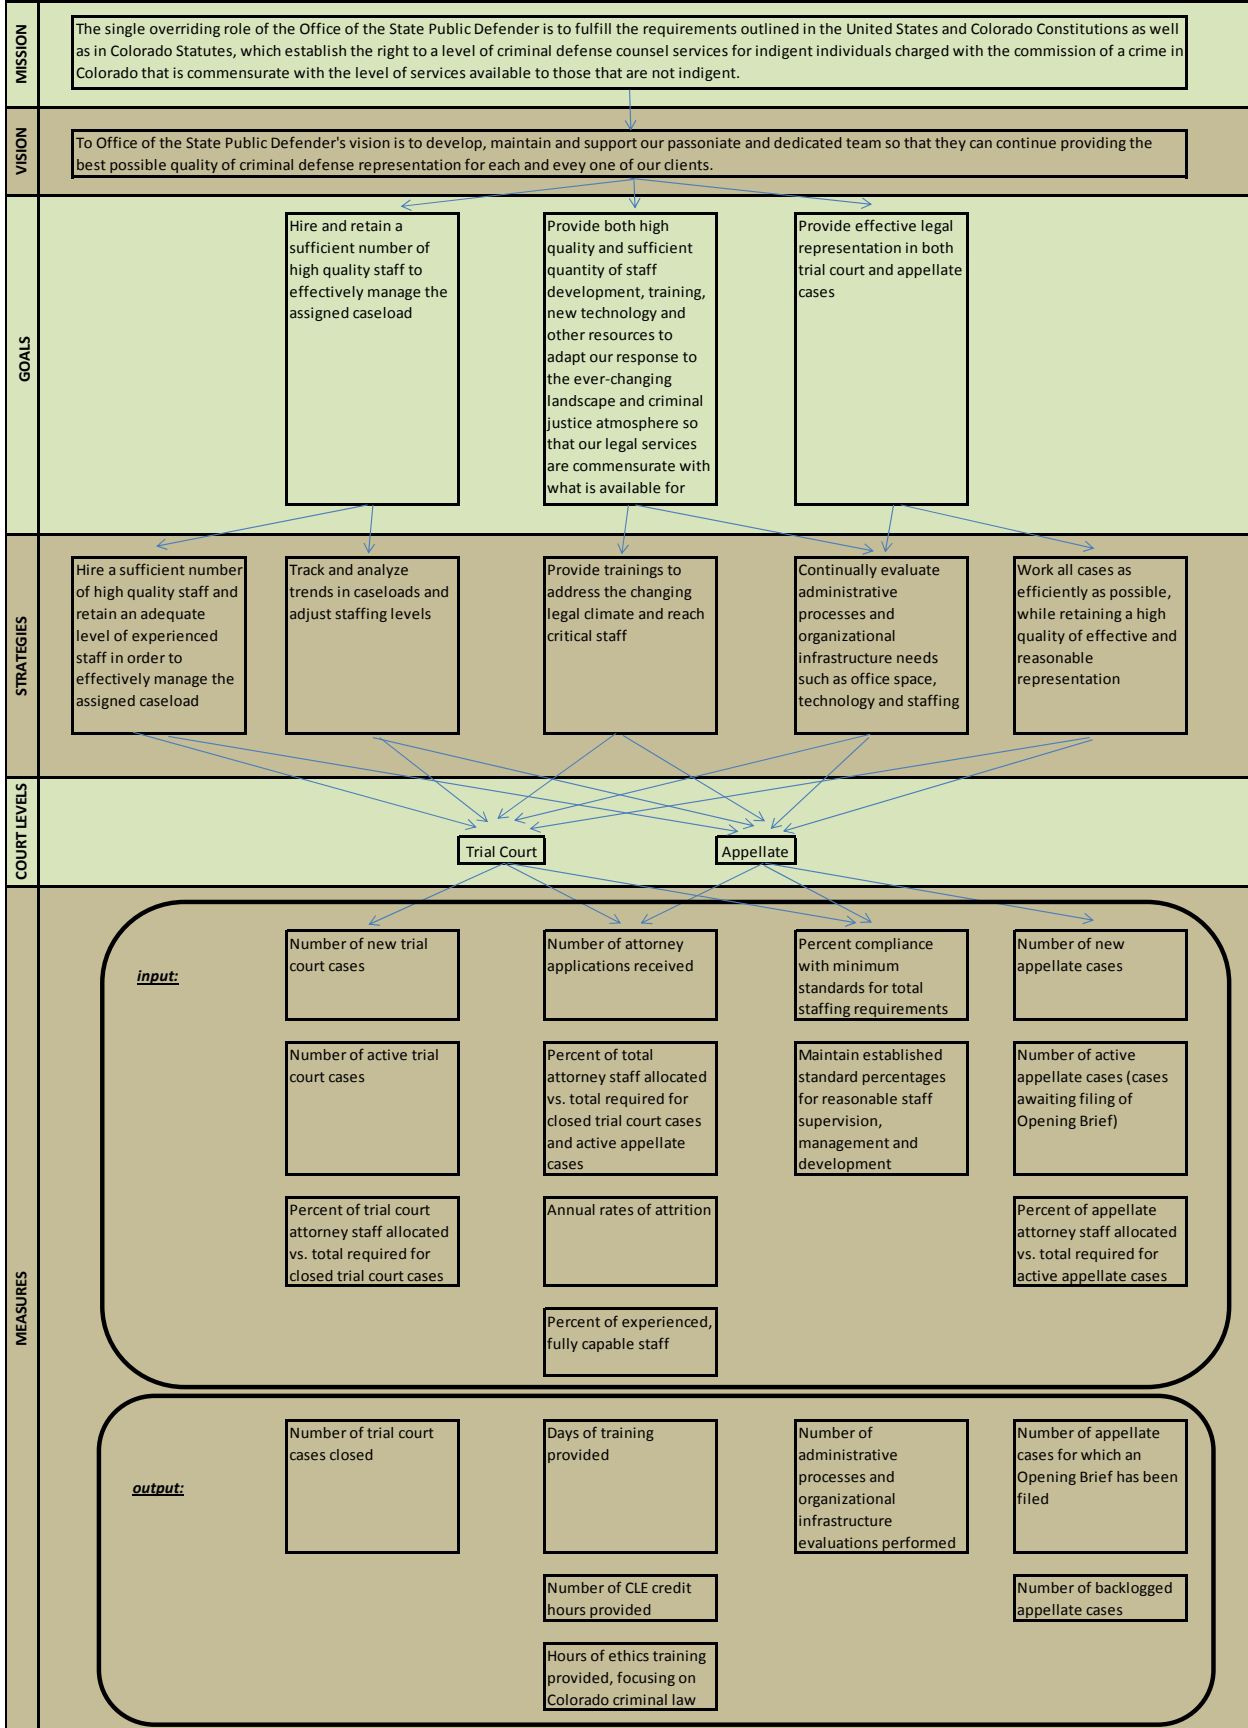 MISSION
The single overriding role of the Office of the State Public Defender is to fulfill the requirements outlined in the United States and Colorado Constitutions as well
as in Colorado Statutes, which establish the right to a level of criminal defense counsel services for indigent individuals charged with the commission of a crime in
Colorado that is commensurate with the level of services available to those that are not indigent.
VISION
To Office of the State Public Defender's vision is to develop, maintain and support our passoniate and dedicated team so that they can continue providing the
best possible quality of criminal defense representation for each and evey one of our clients.
GOALS
Hire and retain a
sufficient number of
high quality staff to
effectively manage the
assigned caseload
Provide both high
quality and sufficient
quantity of staff
development, training,
new technology and
other resources to
adapt our response to
the ever-changing
landscape and criminal
justice atmosphere so
that our legal services
are commensurate with
what is available for
Provide effective legal
representation in both
trial court and appellate
cases
STRATEGIES
Hire a sufficient number
of high quality staff and
retain an adequate
level of experienced
staff in order to
effectively manage the
assigned caseload
Track and analyze
trends in caseloads and
adjust staffing levels
Provide trainings to
address the changing
legal climate and reach
critical staff
Continually evaluate
administrative
processes and
organizational
infrastructure needs
such as office space,
technology and staffing
Work all cases as
efficiently as possible,
while retaining a high
quality of effective and
reasonable
representation
COURT LEVELS
Trial Court
Appellate
MEASURES
input:
Number of new trial
court cases
Number of attorney
applications received
Percent compliance
with minimum
standards for total
staffing requirements
Number of new
appellate cases
Number of active trial
court cases
Percent of total
attorney staff allocated
vs. total required for
closed trial court cases
and active appellate
cases
Maintain established
standard percentages
for reasonable staff
supervision,
management and
development
Number of active
appellate cases (cases
awaiting filing of
Opening Brief)
Percent of trial court
attorney staff allocated
vs. total required for
closed trial court cases
Annual rates of attrition
Percent of appellate
attorney staff allocated
vs. total required for
active appellate cases
Percent of experienced,
fully capable staff
output:
Number of trial court
cases closed
Days of training
provided
Number of
administrative
processes and
organizational
infrastructure
evaluations performed
Number of appellate
cases for which an
Opening Brief has been
filed
Number of CLE credit
hours provided
Number of backlogged
appellate cases
Hours of ethics training
provided, focusing on
Colorado criminal law